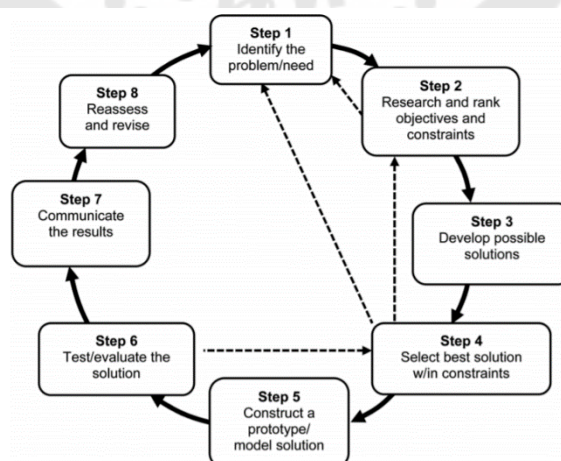 Step 1
Identify the
problem/need
Step 2
Research and rank
objectives and
constraints
Step 3
Develop possible
solutions
Step 4
Select best solution
w/in constraints
Step 5
Construct a
prototype/
model solution
Step 6
Test/evaluate the
solution
Step 7
Communicate
the results
Step 8
Reassess
and revise